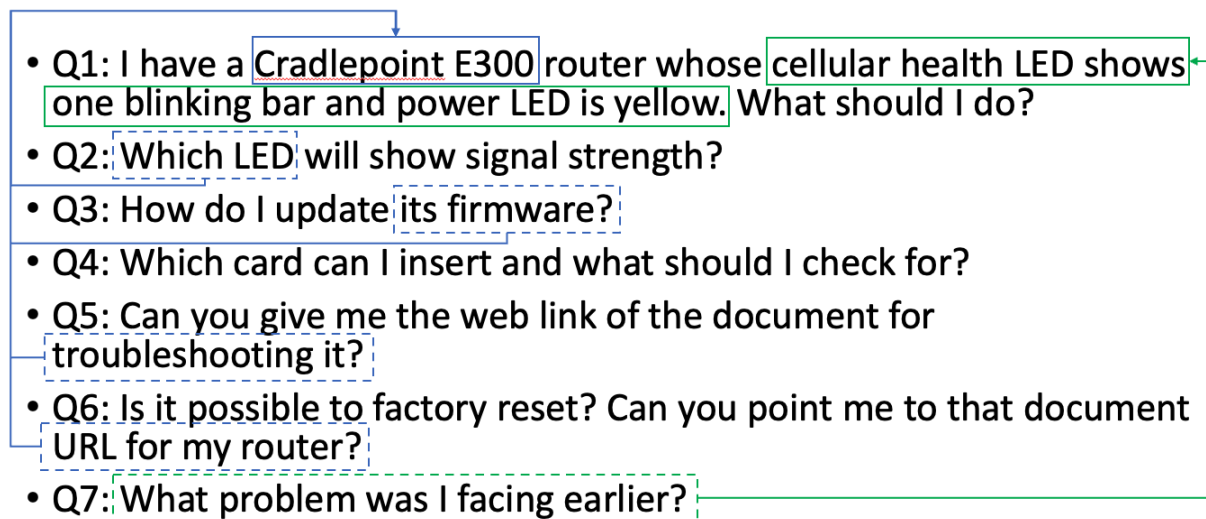 • Q1: I have a Cradlepoint E300 router whose cellular health LED shows
one blinking bar and power LED is yellow. What should I do?
• Q2: Which LED will show signal strength?
• Q3: How do I update its firmware?
• Q4: Which card can I insert and what should I check for?
• Q5: Can you give me the web link of the document for
troubleshooting it?
• Q6: Is it possible to factory reset? Can you point me to that document
URL for my router?
• Q7: What problem was I facing earlier?